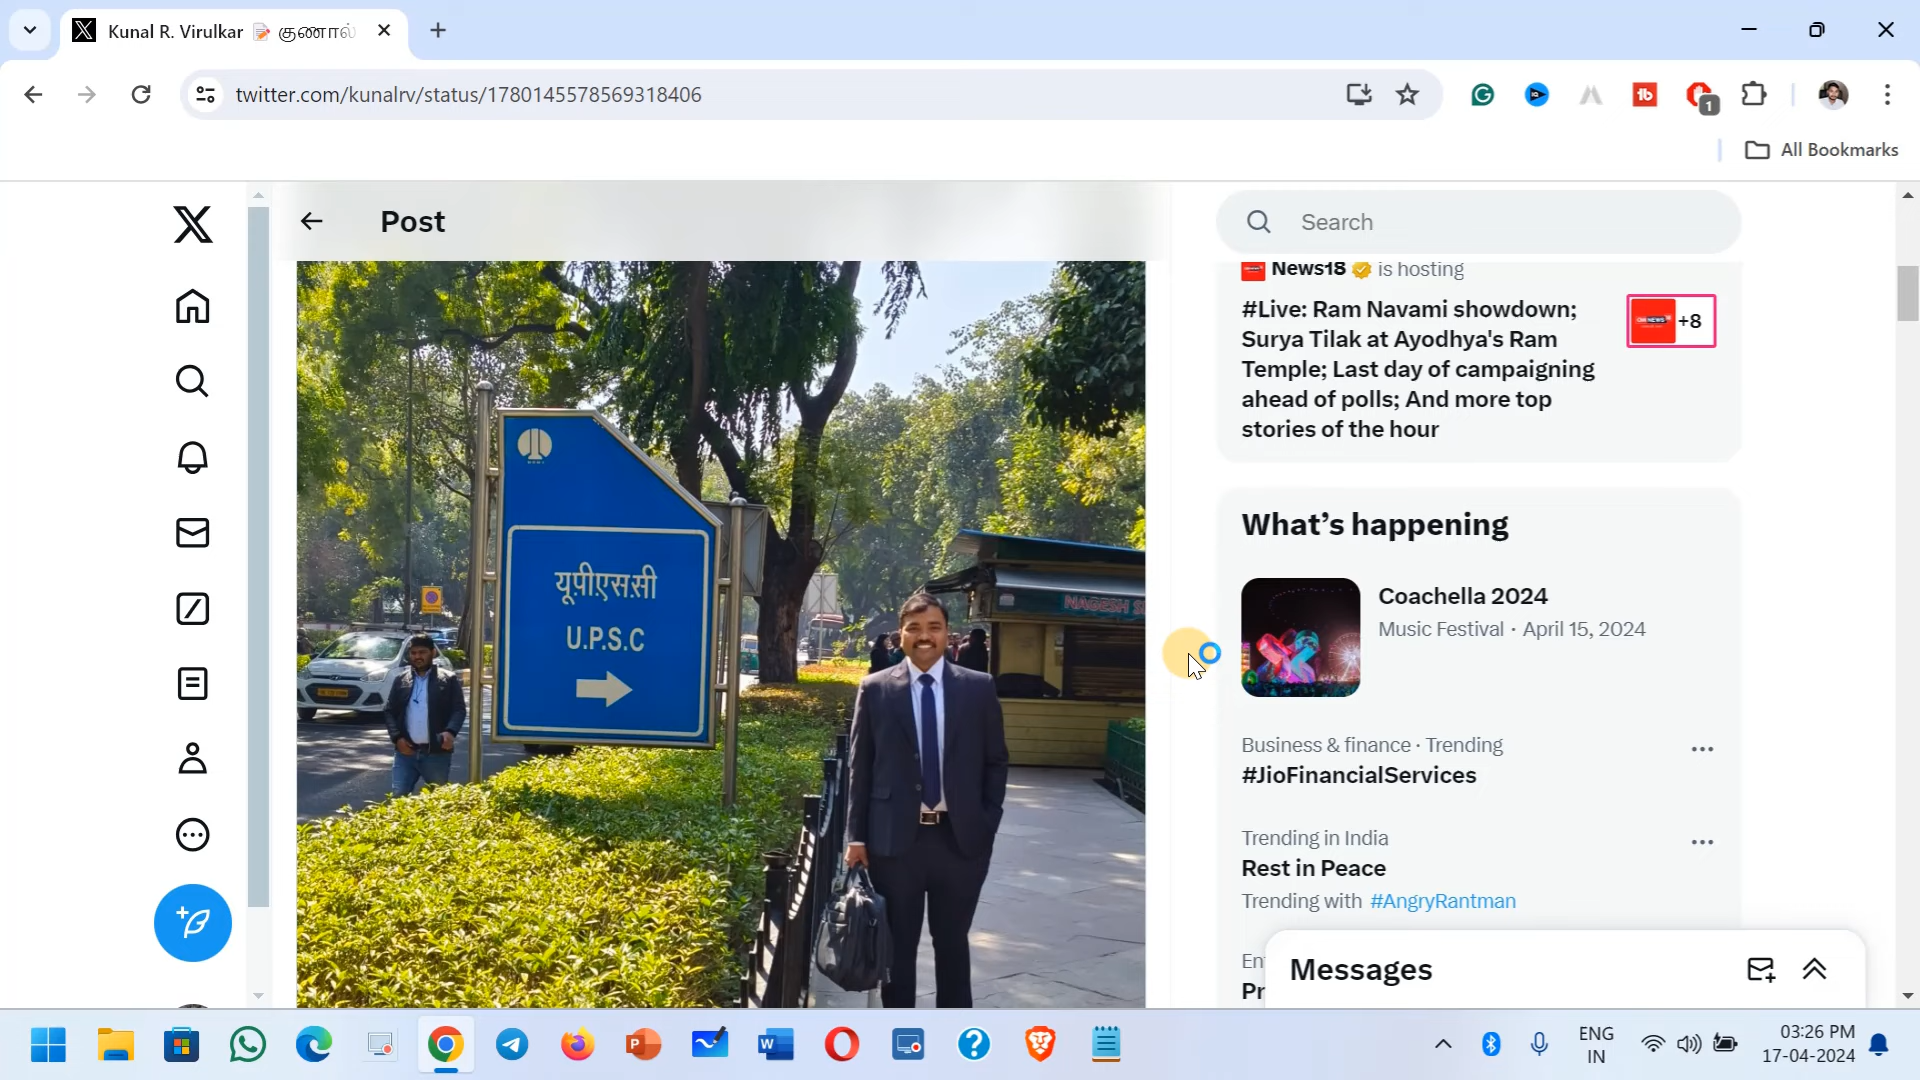 Kunal R. Virulkar 📝 குணால்
twitter.com/kunalrv/status/1780145578569318406
1
All Bookmarks
Post
Search
News18 is hosting
#Live: Ram Navami showdown;
Surya Tilak at Ayodhya's Ram
Temple; Last day of campaigning
ahead of polls; And more top
stories of the hour
+8
What's happening
Coachella 2024
Music Festival · April 15, 2024
Business & finance · Trending
#JioFinancialServices
Trending in India
Rest in Peace
Trending with #AngryRantman
Messages
यू.पी.एस.सी
U.P.S.C
NAGESH
ENG
IN
03:26 PM
17-04-2024